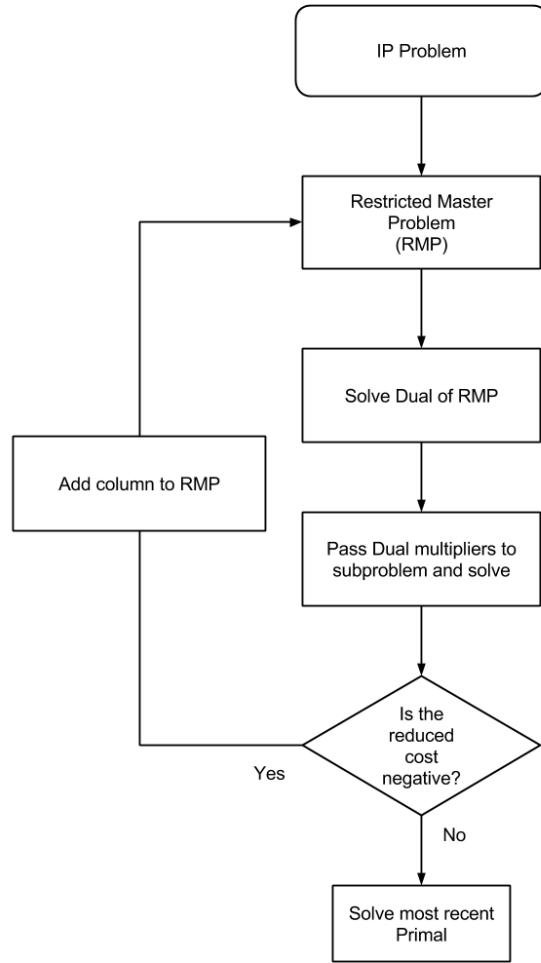 IP Problem
Restricted Master
Problem
(RMP)
Solve Dual of RMP
Add column to RMP
Pass Dual multipliers to
subproblem and solve
Is the
reduced
cost
negative?
Yes
No
Solve most recent
Primal